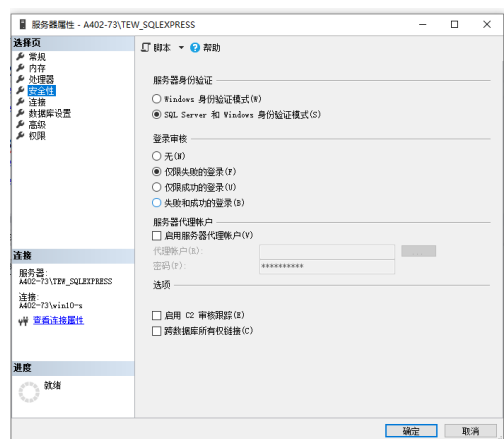 服务器属性 - A402-73\TEW_SQLEXPRESS
选择页
常规
内存
处理器
安全性
连接
数据库设置
高级
权限
脚本
帮助
服务器身份验证
Windows 身份验证模式(W)
SQL Server 和 Windows 身份验证模式(S)
登录审核
无(N)
仅限失败的登录(F)
仅限成功的登录(U)
失败和成功的登录(B)
服务器代理帐户
启用服务器代理帐户(V)
代理帐户(R):
密码(P):
**********
选项
启用 C2 审核跟踪(E)
跨数据库所有权链接(C)
连接
服务器:
A402-73\TEW_SQLEXPRESS
连接:
A402-73\win10-s
查看连接属性
进度
就绪
确定
取消